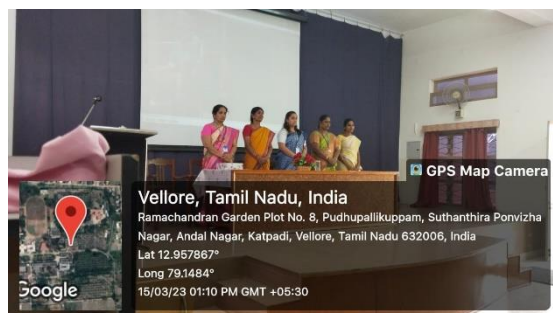 GPS Map Camera
Vellore, Tamil Nadu, India
Ramachandran Garden Plot No. 8, Pudhupallikuppam, Suthanthira Ponvizha
Nagar, Andal Nagar, Katpadi, Vellore, Tamil Nadu 632006, India
Lat 12.957867°
Long 79.1484°
15/03/23 01:10 PM GMT +05:30
Google